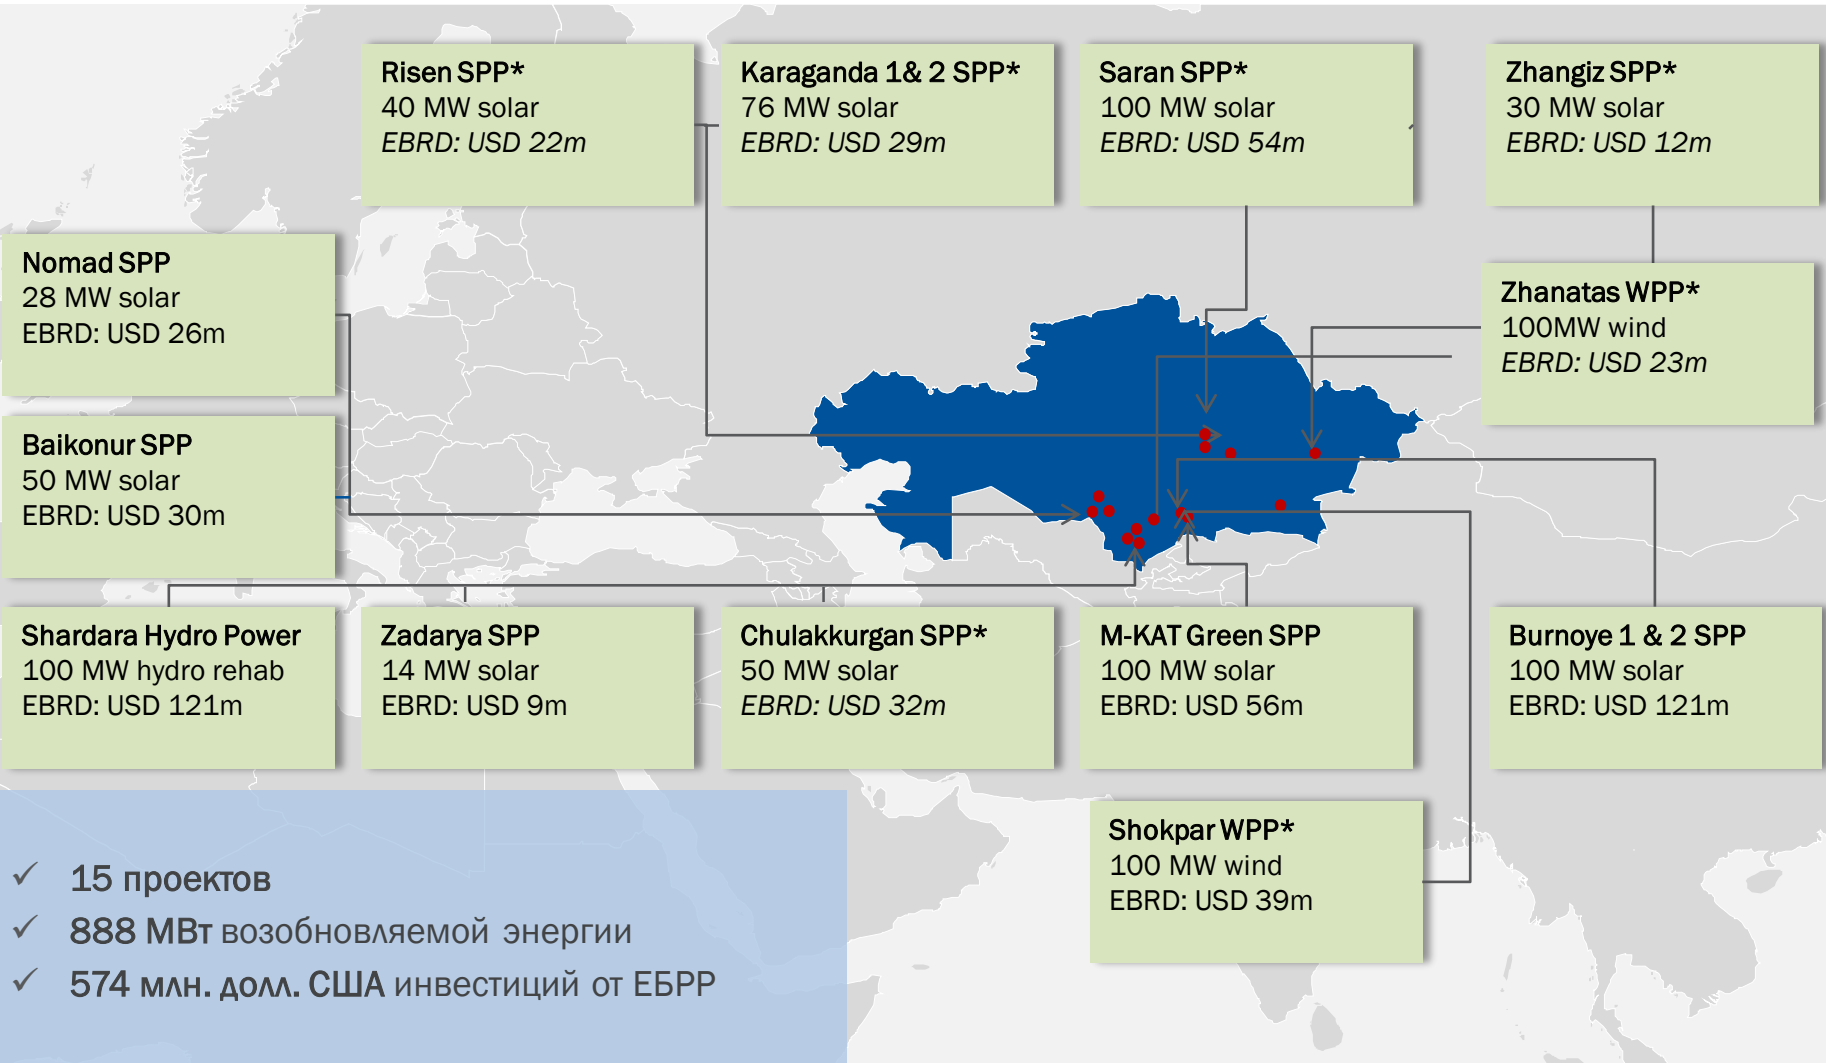 Risen SPP*
40 MW solar
EBRD: USD 22m
Karaganda 1& 2 SPP*
76 MW solar
EBRD: USD 29m
Saran SPP*
100 MW solar
EBRD: USD 54m
Zhangiz SPP*
30 MW solar
EBRD: USD 12m
Nomad SPP
28 MW solar
EBRD: USD 26m
Zhanatas WPP*
100MW wind
EBRD: USD 23m
Baikonur SPP
50 MW solar
EBRD: USD 30m
Shardara Hydro Power
100 MW hydro rehab
EBRD: USD 121m
Zadarya SPP
14 MW solar
EBRD: USD 9m
Chulakkurgan SPP*
50 MW solar
EBRD: USD 32m
M-KAT Green SPP
100 MW solar
EBRD: USD 56m
Burnoye 1 & 2 SPP
100 MW solar
EBRD: USD 121m
Shokpar WPP*
100 MW wind
EBRD: USD 39m
✓ 15 проектов
✓ 888 МВт возобновляемой энергии
✓ 574 млн. долл. США инвестиций от ЕБРР